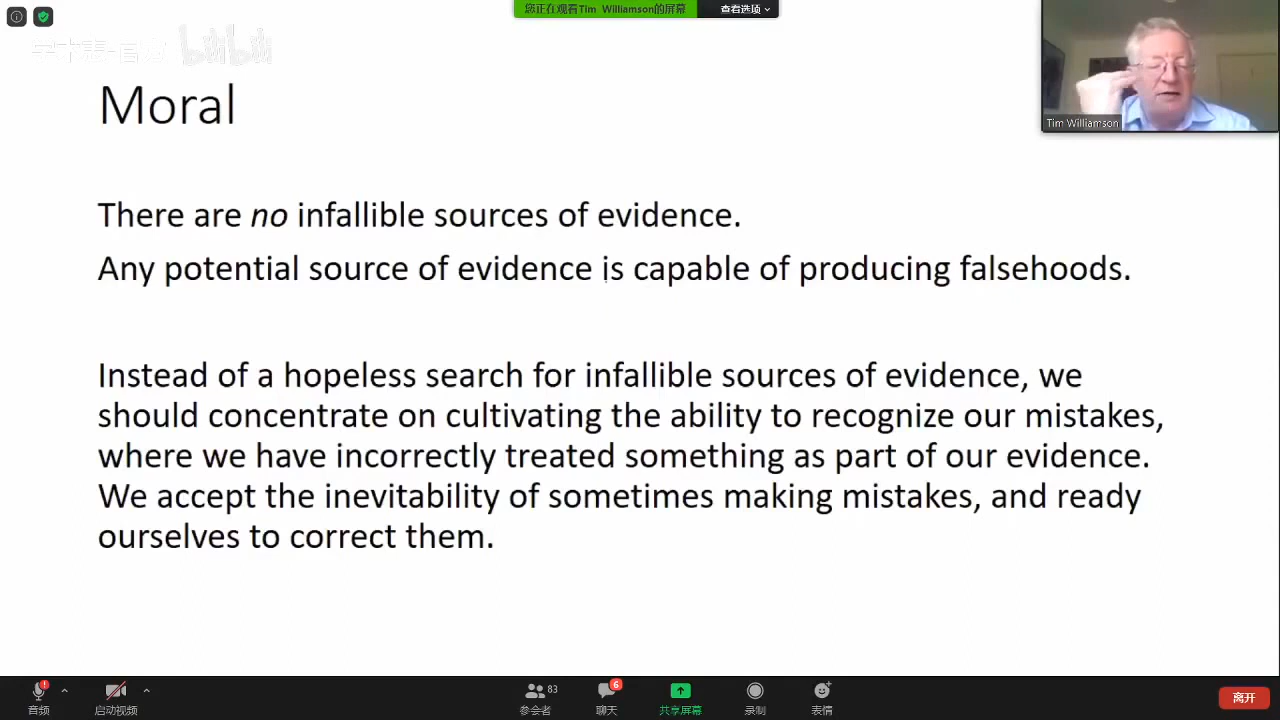 您正在观看Tim Williamson的屏幕
查看选项
bilibili
Moral
Tim Williamson
There are no infallible sources of evidence.
Any potential source of evidence is capable of producing falsehoods.
Instead of a hopeless search for infallible sources of evidence, we
should concentrate on cultivating the ability to recognize our mistakes,
where we have incorrectly treated something as part of our evidence.
We accept the inevitability of sometimes making mistakes, and ready
ourselves to correct them.
83
6
音频
启动视频
参会者
聊天
共享屏幕
录制
表情
离开